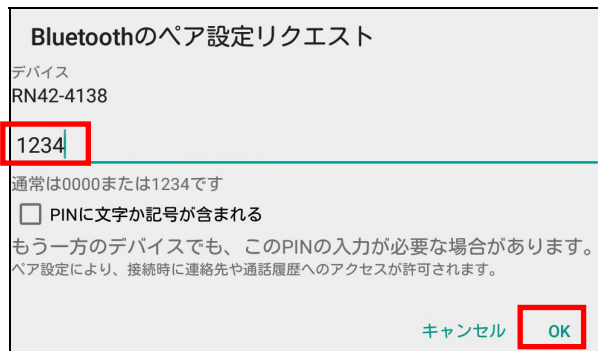 Bluetoothのペア設定リクエスト
デバイス
RN42-4138
1234
通常は0000または1234です
PINに文字か記号が含まれる
もう一方のデバイスでも、このPINの入力が必要な場合があります。
ペア設定により、接続時に連絡先や通話履歴へのアクセスが許可されます。
キャンセル OK